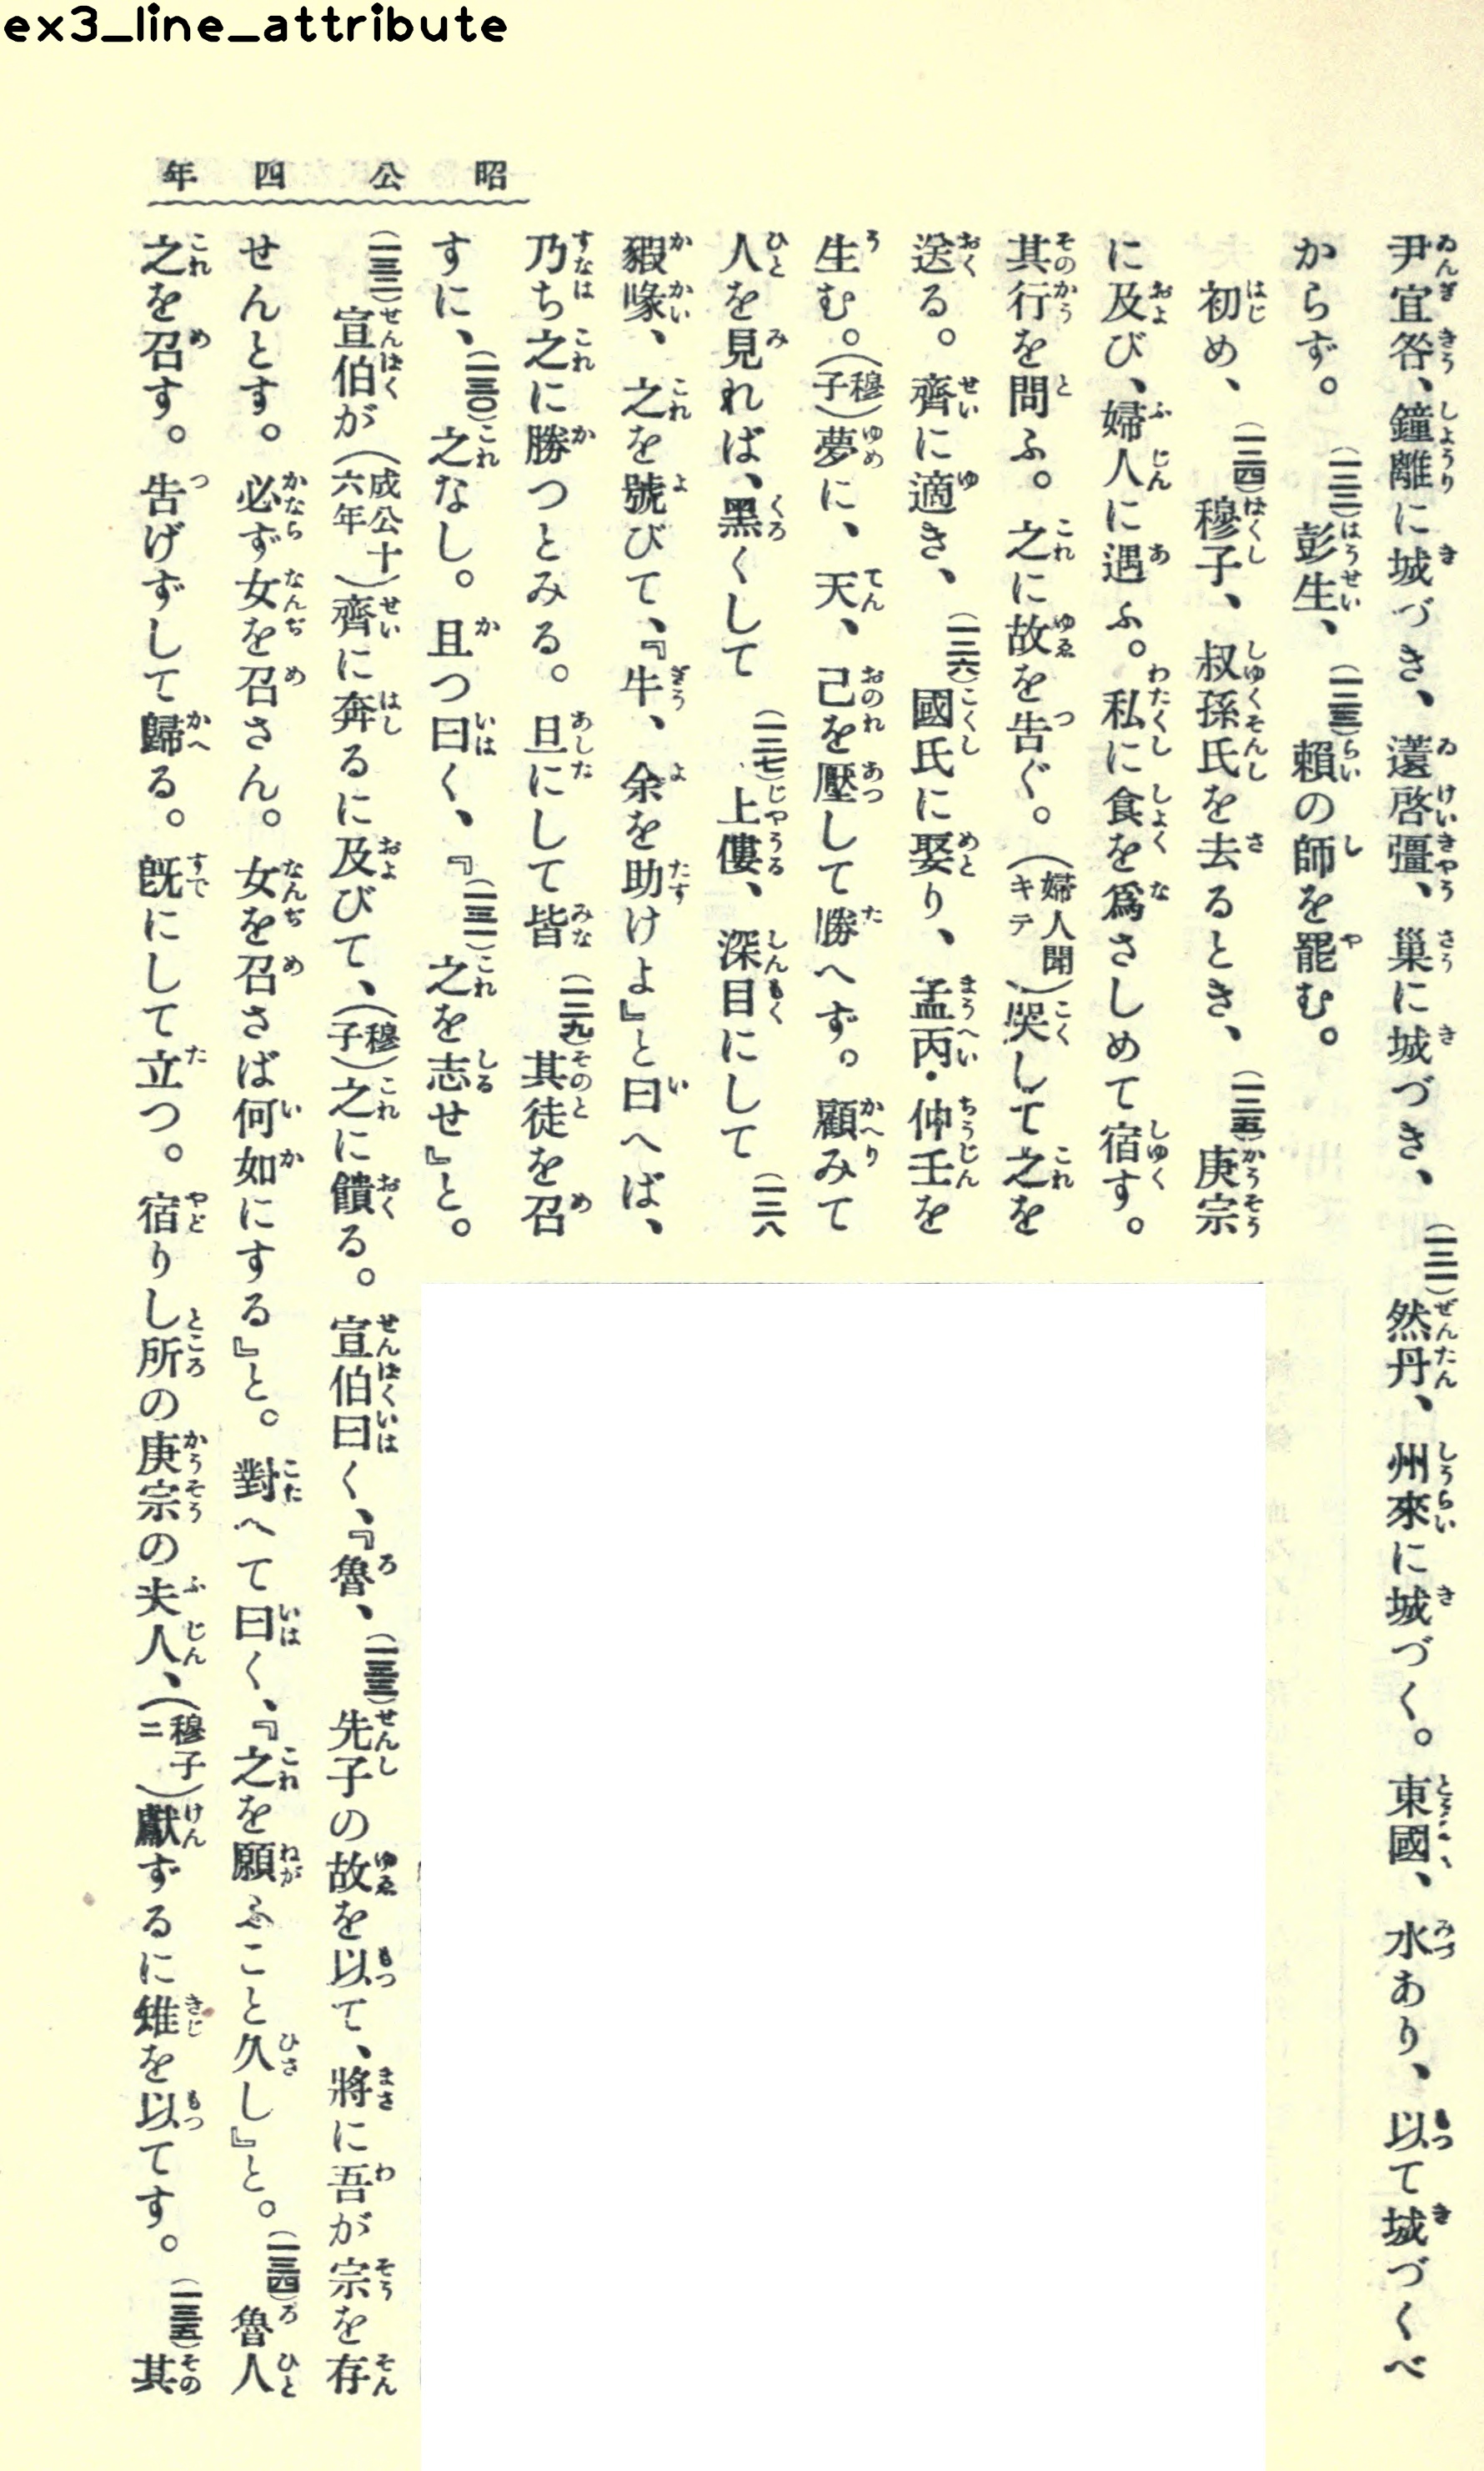 ex3_line_attribute
昭公四年
尹宜咎、鐘離に城づき、薳啓彊、巢に城づき、(一二一)然丹、州來に城づく。東國、水あり、以て城づくべ
からず。(一二二)彭生、(一二三)賴の師を罷む。
初め、(一二四)穆子、叔孫氏を去るとき、(一二五)庚宗
に及び、婦人に遇ふ。私に食を爲さしめて宿す。
其行を問ふ。之に故を告ぐ。(婦人聞キテ)哭して之を
送る。齊に適き、(一二六)國氏に娶り、孟丙・仲壬を
生む。(穆子)夢に、天、己を壓して勝へず。顧みて
人を見れば、黑くして(一二七)上僂、深目にして(一二八
豭喙、之を號びて、『牛、余を助けよ』と曰へば、
乃ち之に勝つとみる。旦にして皆(一二九)其徒を召
すに、(一三〇)之なし。且つ曰く、『(一三一)之を志せ』と。
(一三二)宣伯が(成公十六年)齊に奔るに及びて、(穆子)之に饋る。宣伯曰く、『魯、(一三三)先子の故を以て、將に吾が宗を存
せんとす。必ず女を召さん。女を召さば何如にする』と。對へて曰く、『之を願ふこと久し』と。(一三四)魯人
之を召す。告げずして歸る。旣にして立つ。宿りし所の庚宗の夫人、(穆子ニ)獻ずるに雉を以てす。(一三五)其